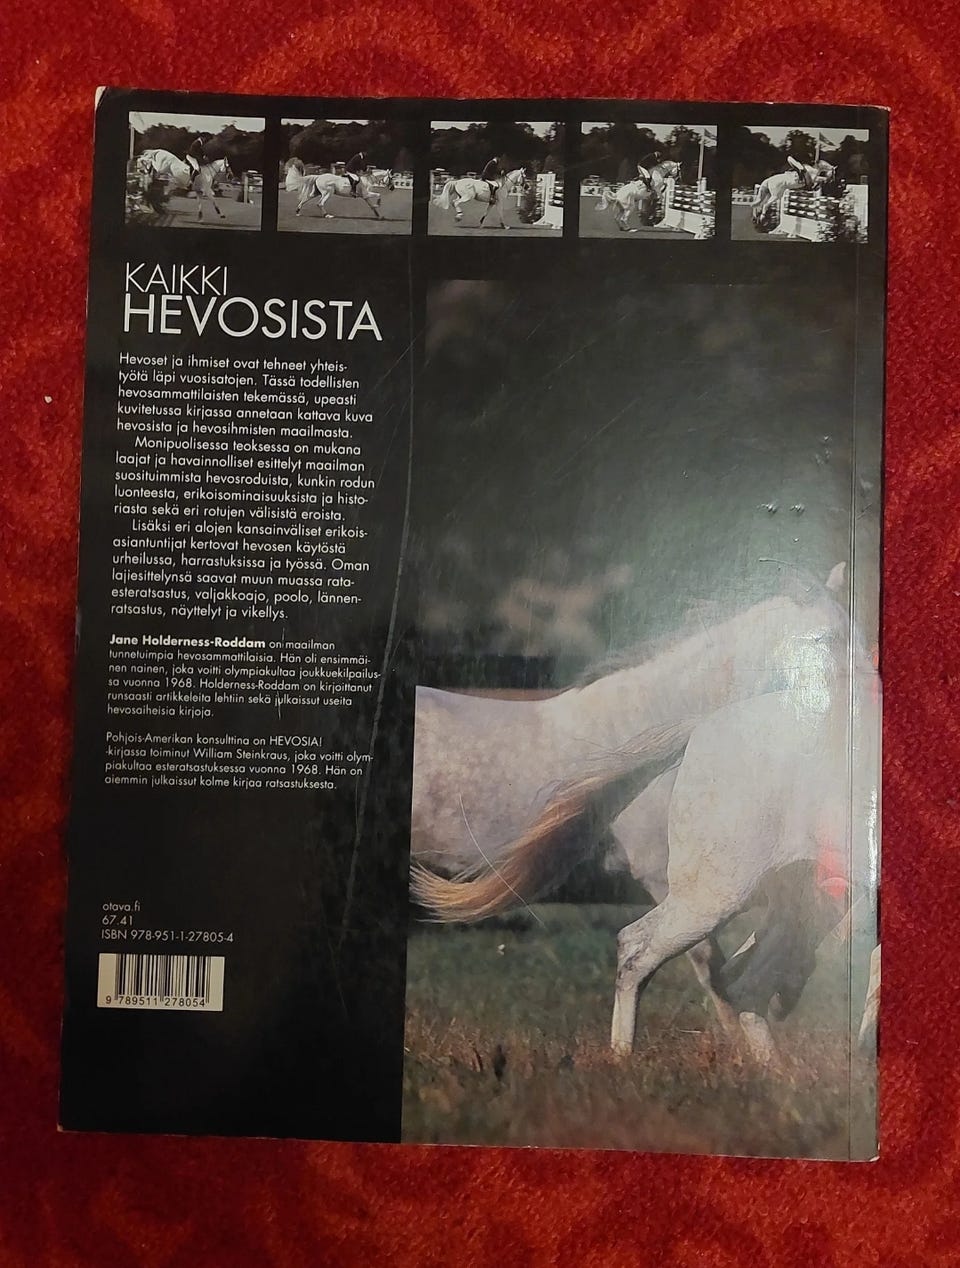 KAIKKI
HEVOSISTA
Hevoset ja ihmiset ovat tehneet yhteis-
työtä läpi vuosisatojen. Tässä todellisten
hevosammattilaisten tekemässä, upeasti
kuvitetussa kirjassa annetaan kattava kuva
hevosista ja hevosihmisten maailmasta.
Monipuolisessa teoksessa on mukana
laajat ja havainnolliset esittelyt maailman
suosituimmista hevosroduista, kunkin rodun
luonteesta, erikoisominaisuuksista ja histo-
riasta sekä eri rotujen välisistä eroista.
Lisäksi eri alojen kansainväliset erikois-
asiantuntijat kertovat hevosen käytöstä
urheilussa, harrastuksissa ja työssä. Oman
lajiesittelynsä saavat muun muassa rata-
esteratsastus, valjakkoajo, poolo, lännen-
ratsastus, näyttelyt ja vikellys.
Jane Holderness-Roddam on maailman
tunnetuimpia hevosammattilaisia. Hän oli ensimmäi-
nen nainen, joka voitti olympiakultaa joukkuekilpailus-
sa vuonna 1968. Holderness-Roddam on kirjoittanut
runsaasti artikkeleita lehtiin sekä julkaissut useita
hevosaiheisia kirjoja.
Pohjois-Amerikan konsulttina on HEVOSIA!
-kirjassa toiminut William Steinkraus, joka voitti olym-
piakultaa esteratsastuksessa vuonna 1968. Hän on
aiemmin julkaissut kolme kirjaa ratsastuksesta.
otava.fi
67.41
ISBN 978-951-1-27805-4
9 789511 278054